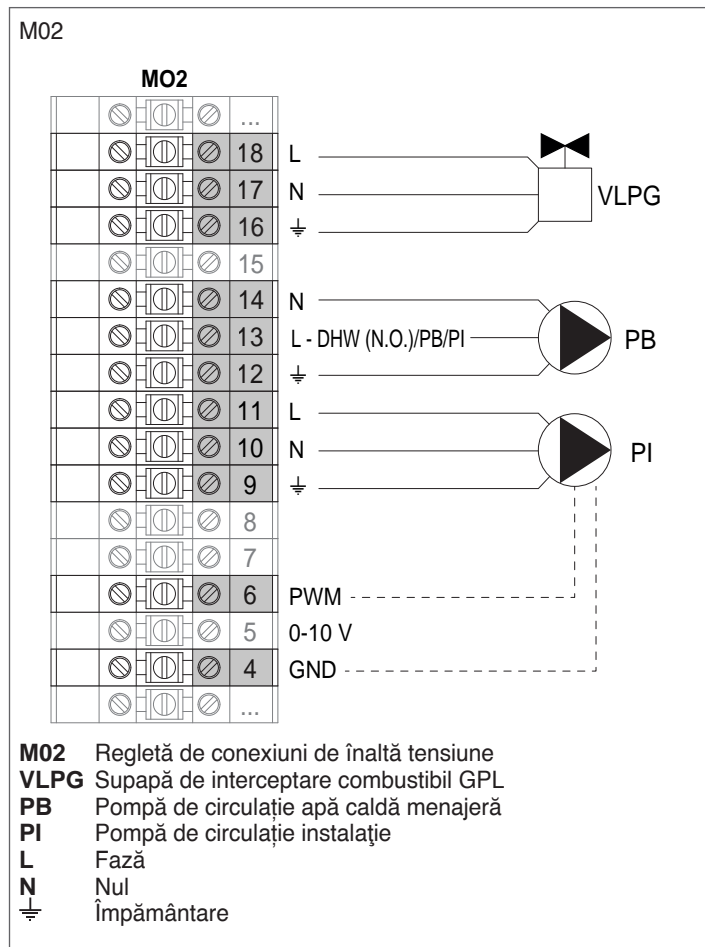 M02
MO2
...
18 L
17 N VLPG
16 ⏚
15
14 N
13 L - DHW (N.O.)/PB/PI PB
12 ⏚
11 L
10 N PI
9 ⏚
8
7
6 PWM
5 0-10 V
4 GND
...
M02 Regletă de conexiuni de înaltă tensiune
VLPG Supapă de interceptare combustibil GPL
PB Pompă de circulație apă caldă menajeră
PI Pompă de circulație instalaţie
L Fază
N Nul
⏚ Împământare